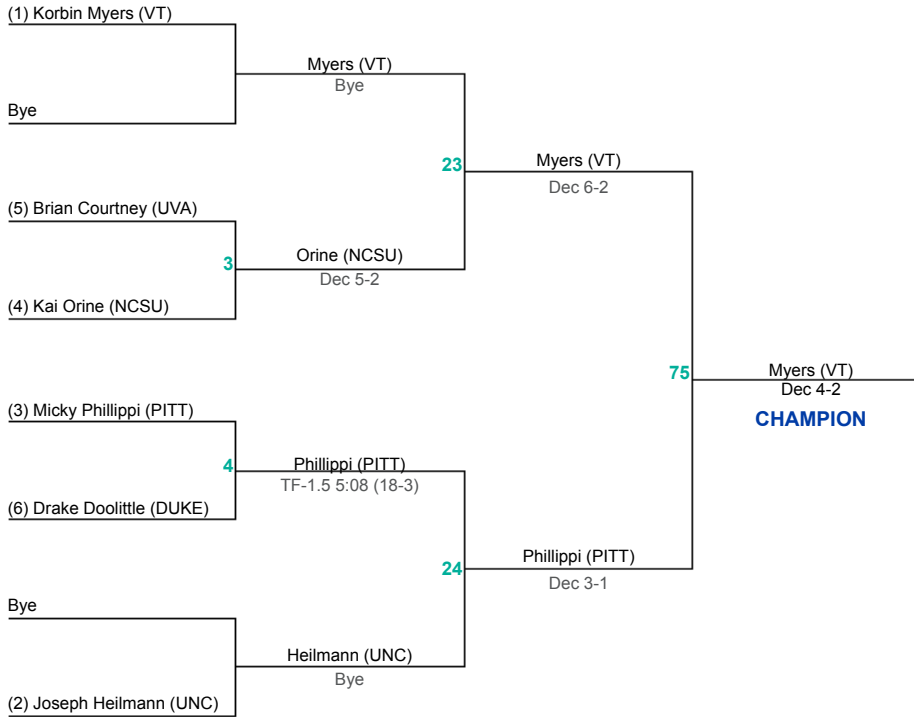 (1) Korbin Myers (VT)
Myers (VT)
Bye
Bye
23
Myers (VT)
Dec 6-2
(5) Brian Courtney (UVA)
3
Orine (NCSU)
Dec 5-2
(4) Kai Orine (NCSU)
75
Myers (VT)
Dec 4-2
CHAMPION
(3) Micky Phillippi (PITT)
4
Phillippi (PITT)
TF-1.5 5:08 (18-3)
(6) Drake Doolittle (DUKE)
24
Phillippi (PITT)
Dec 3-1
Bye
Heilmann (UNC)
Bye
(2) Joseph Heilmann (UNC)